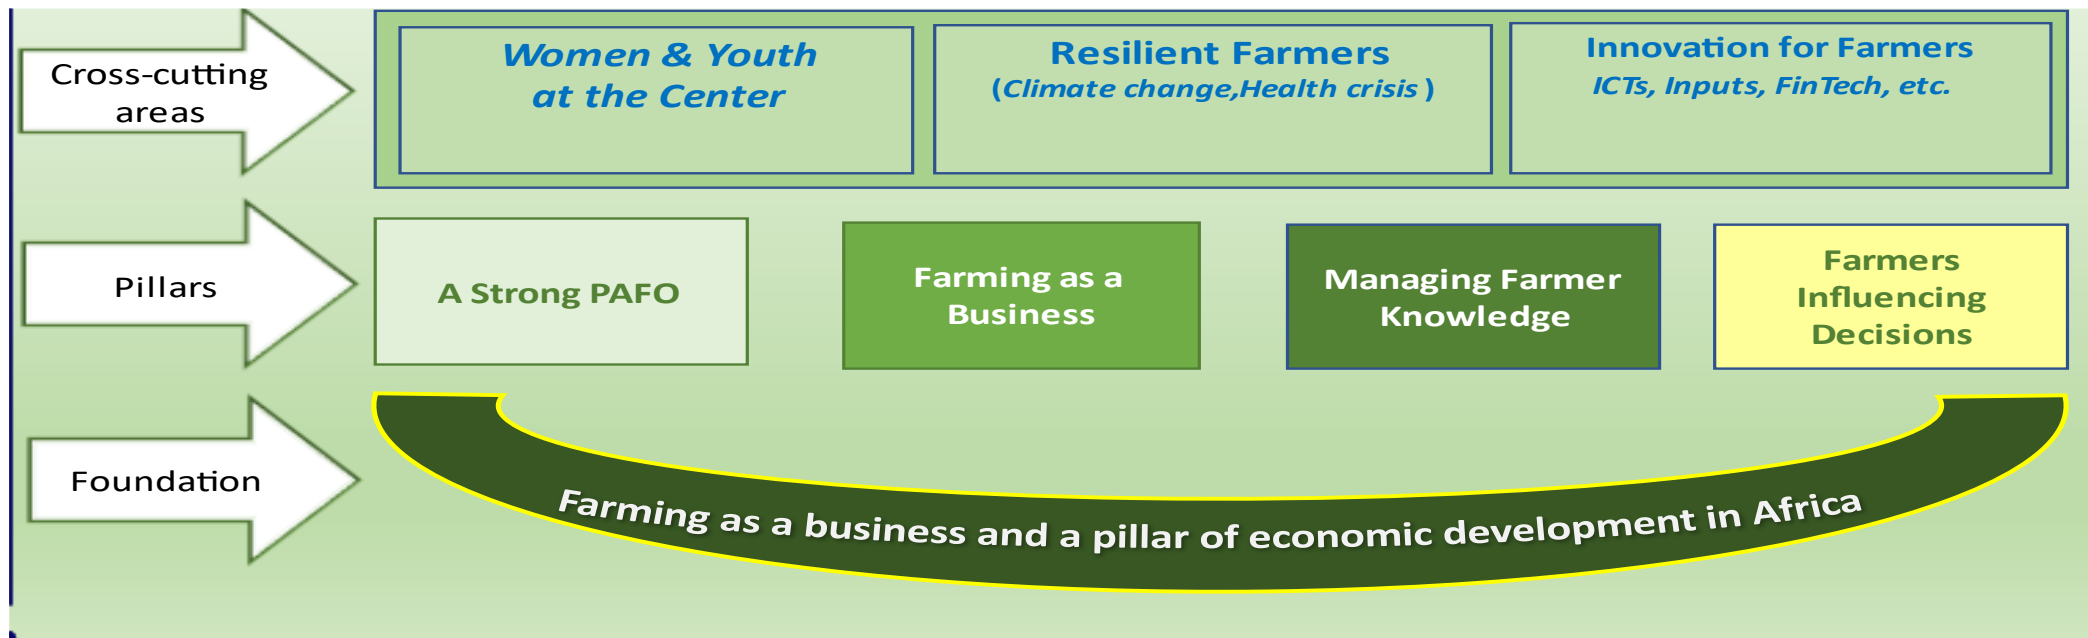 Cross-cutting
areas
Women & Youth
at the Center
Resilient Farmers
(Climate change,Health crisis )
Innovation for Farmers
ICTs, Inputs, FinTech, etc.
Pillars
A Strong PAFO
Farming as a
Business
Managing Farmer
Knowledge
Farmers
Influencing
Decisions
Foundation
Farming as a business and a pillar of economic development in Africa